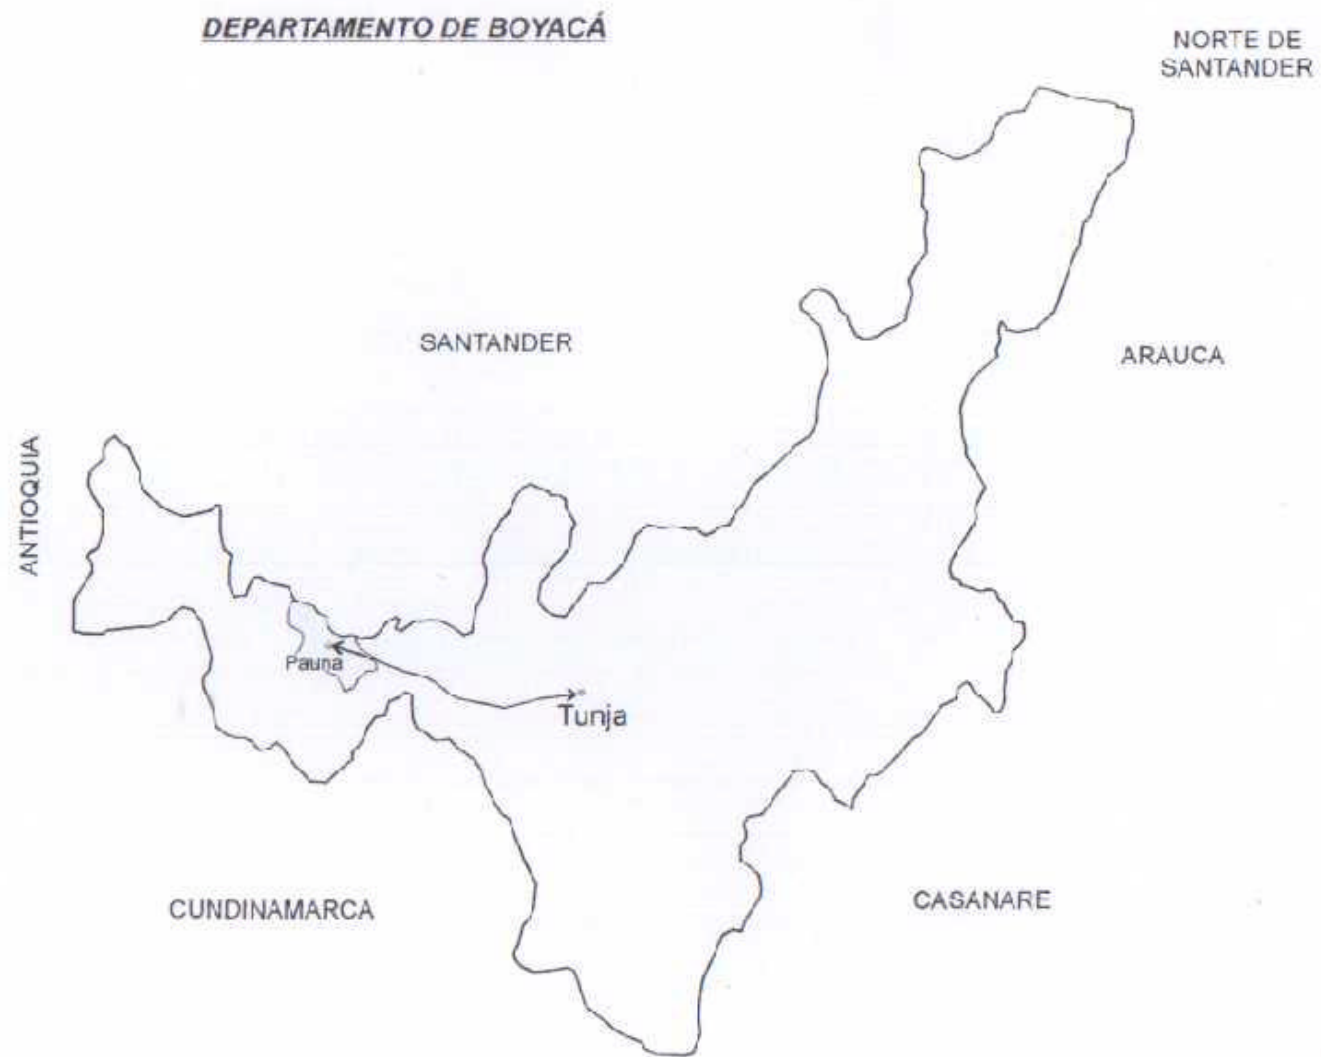 DEPARTAMENTO DE BOYACÁ
NORTE DE
SANTANDER
SANTANDER
ARAUCA
ANTIOQUIA
Pauna
Tunja
CUNDINAMARCA
CASANARE